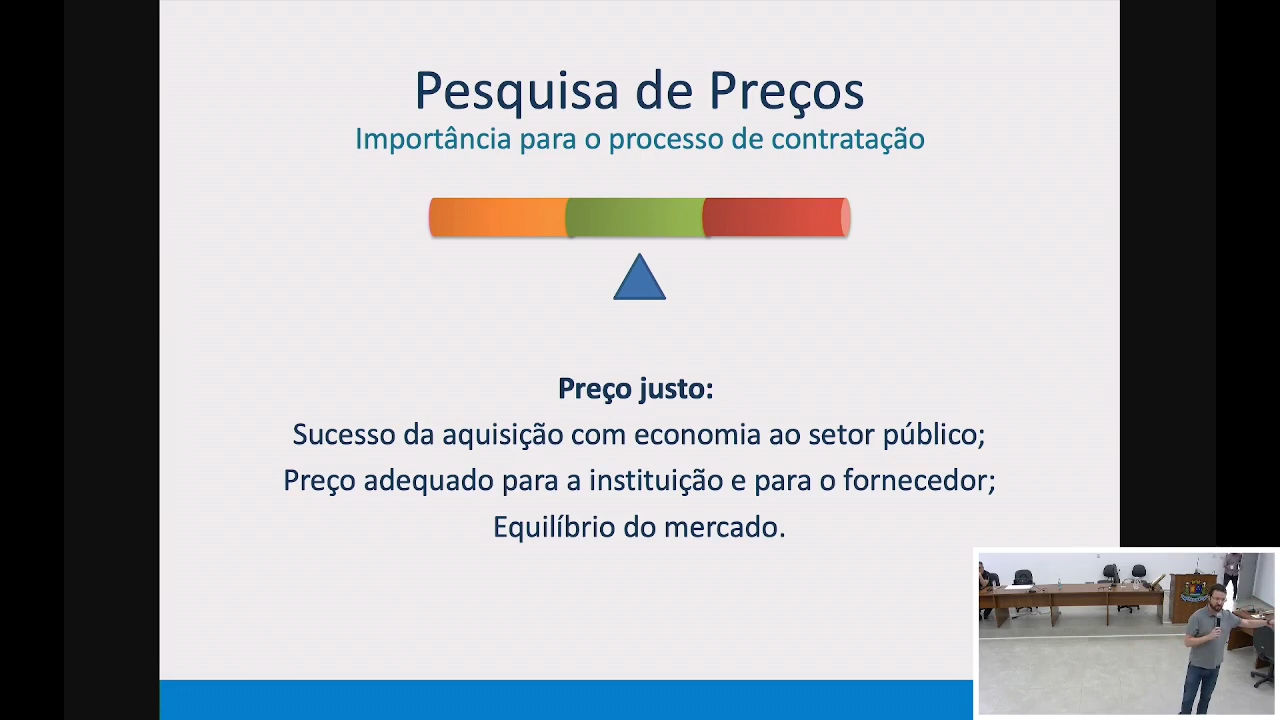 Pesquisa de Preços
Importância para o processo de contratação
Preço justo:
Sucesso da aquisição com economia ao setor público;
Preço adequado para a instituição e para o fornecedor;
Equilíbrio do mercado.